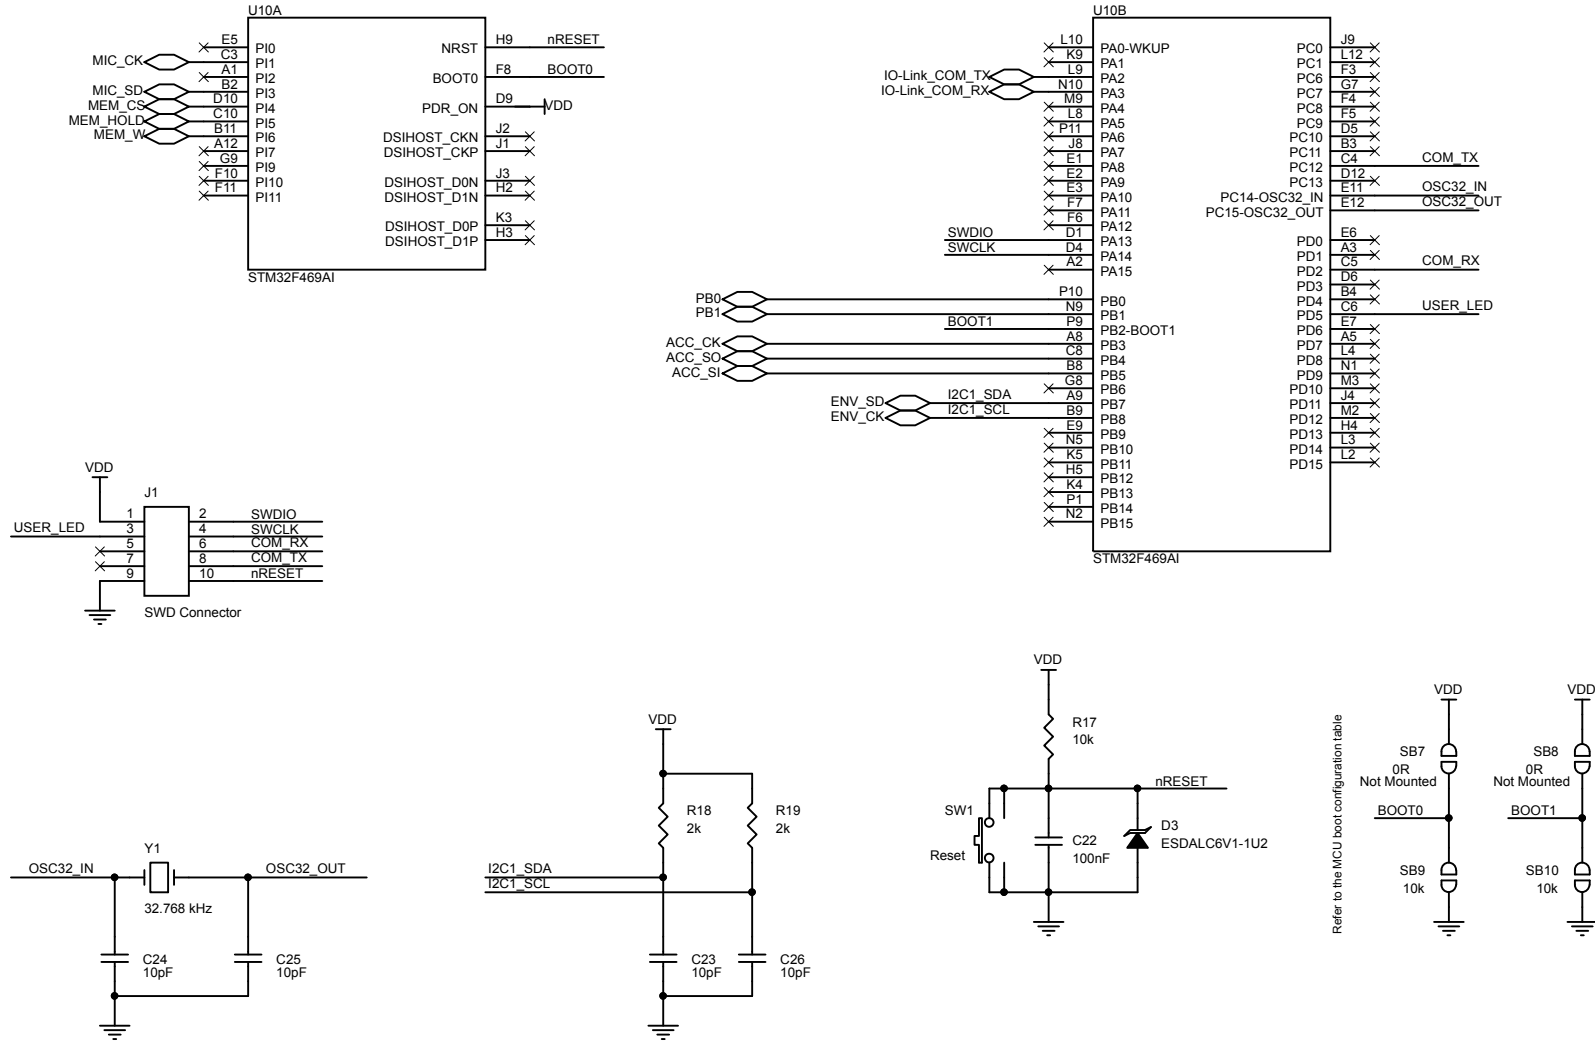 U10A
E5 PI0
MIC_CK C3 PI1
A1 PI2
MIC_SD B2 PI3
MEM_CS D10 PI4
MEM_HOLD C10 PI5
MEM_W B11 PI6
A12 PI7
G9 PI9
F10 PI10
F11 PI11
NRST H9 nRESET
BOOT0 F8 BOOT0
PDR_ON D9 VDD
DSIHOST_CKN J2
DSIHOST_CKP J1
DSIHOST_D0N J3
DSIHOST_D1N H2
DSIHOST_D0P K3
DSIHOST_D1P H3
STM32F469AI
U10B
L10 PA0-WKUP
K9 PA1
IO-Link_COM_TX L9 PA2
IO-Link_COM_RX N10 PA3
M9 PA4
L8 PA5
P11 PA6
J8 PA7
E1 PA8
E2 PA9
E3 PA10
F7 PA11
F6 PA12
SWDIO D1 PA13
SWCLK D4 PA14
A2 PA15
PB0 P10 PB0
PB1 N9 PB1
BOOT1 P9 PB2-BOOT1
ACC_CK A8 PB3
ACC_SO C8 PB4
ACC_SI B8 PB5
G8 PB6
ENV_SD I2C1_SDA A9 PB7
ENV_CK I2C1_SCL B9 PB8
E9 PB9
N5 PB10
K5 PB11
H5 PB12
K4 PB13
P1 PB14
N2 PB15
PC0 J9
PC1 L12
PC6 F3
PC7 G7
PC8 F4
PC9 F5
PC10 D5
PC11 B3
PC12 C4 COM_TX
PC13 D12
PC14-OSC32_IN E11 OSC32_IN
PC15-OSC32_OUT E12 OSC32_OUT
PD0 E6
PD1 A3
PD2 C5 COM_RX
PD3 D6
PD4 B4
PD5 C6 USER_LED
PD6 E7
PD7 A5
PD8 L4
PD9 N1
PD10 M3
PD11 J4
PD12 M2
PD13 H4
PD14 L3
PD15 L2
STM32F469AI
VDD
J1
1 2 SWDIO
USER_LED 3 4 SWCLK
5 6 COM_RX
7 8 COM_TX
9 10 nRESET
SWD Connector
Y1
OSC32_IN OSC32_OUT
32.768 kHz
C24
10pF
C25
10pF
VDD
R18
2k
R19
2k
I2C1_SDA
I2C1_SCL
C23
10pF
C26
10pF
VDD
R17
10k
nRESET
SW1
Reset
C22
100nF
D3
ESDALC6V1-1U2
Refer to the MCU boot configuration table
VDD
SB7
0R
Not Mounted
BOOT0
SB9
10k
VDD
SB8
0R
Not Mounted
BOOT1
SB10
10k